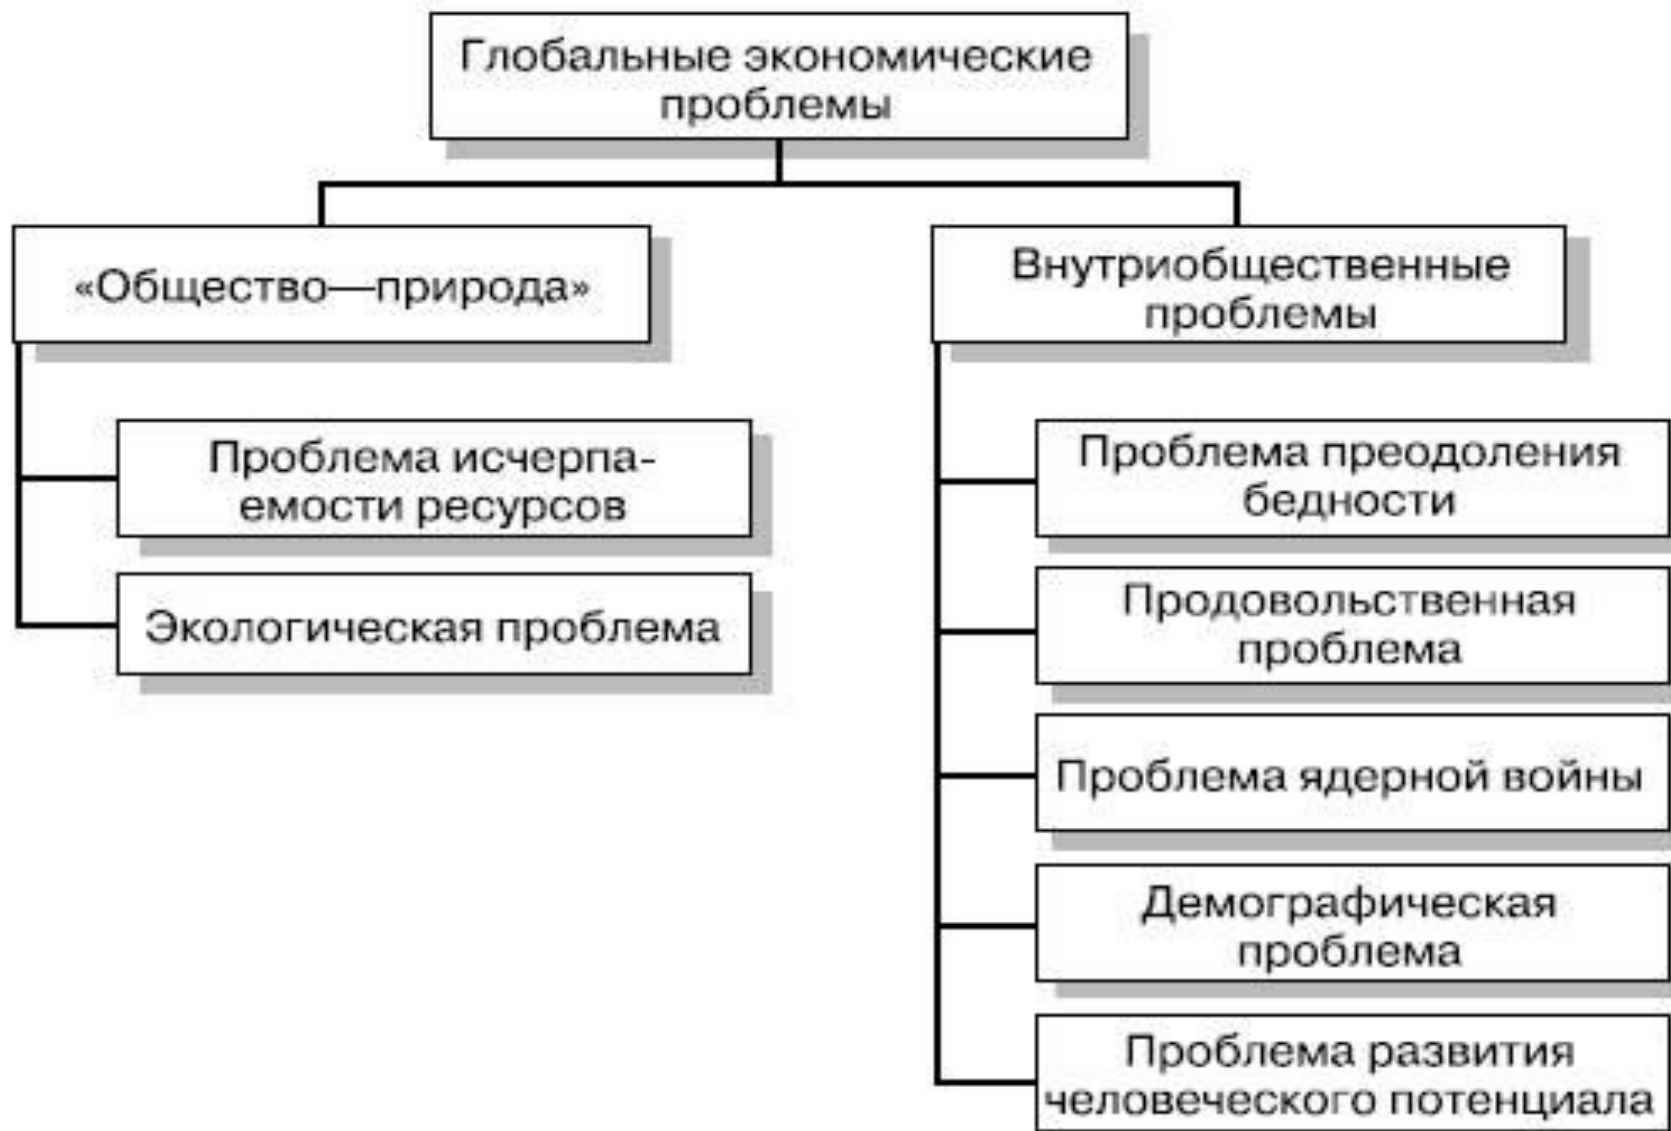 Глобальные экономические
проблемы
«Общество—природа»
Проблема исчерпа-
емости ресурсов
Экологическая проблема
Внутриобщественные
проблемы
Проблема преодоления
бедности
Продовольственная
проблема
Проблема ядерной войны
Демографическая
проблема
Проблема развития
человеческого потенциала